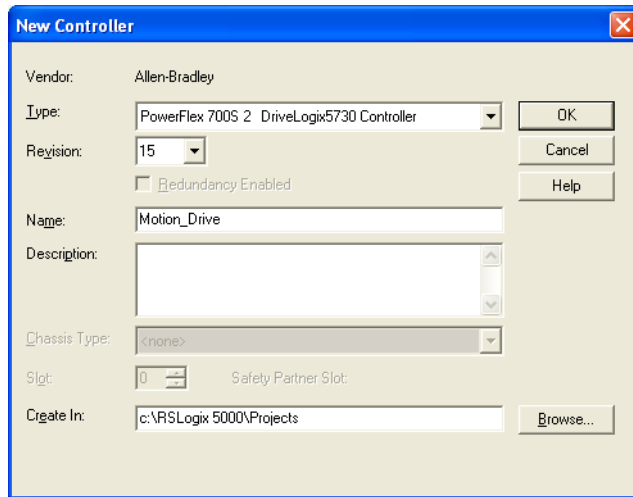 New Controller
Vendor: Allen-Bradley
Type: PowerFlex 700S 2 DriveLogix5730 Controller OK
Revision: 15 Cancel
Redundancy Enabled Help
Name: Motion_Drive
Description:
Chassis Type: <none>
Slot: 0 Safety Partner Slot:
Create In: c:\RSLogix 5000\Projects Browse...